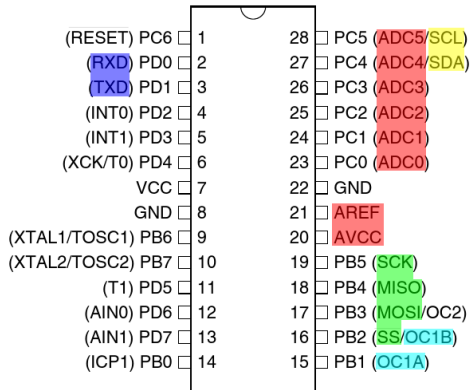 (RESET) PC6 1 28 PC5 (ADC5/SCL)
(RXD) PD0 2 27 PC4 (ADC4/SDA)
(TXD) PD1 3 26 PC3 (ADC3)
(INT0) PD2 4 25 PC2 (ADC2)
(INT1) PD3 5 24 PC1 (ADC1)
(XCK/T0) PD4 6 23 PC0 (ADC0)
VCC 7 22 GND
GND 8 21 AREF
(XTAL1/TOSC1) PB6 9 20 AVCC
(XTAL2/TOSC2) PB7 10 19 PB5 (SCK)
(T1) PD5 11 18 PB4 (MISO)
(AIN0) PD6 12 17 PB3 (MOSI/OC2)
(AIN1) PD7 13 16 PB2 (SS/OC1B)
(ICP1) PB0 14 15 PB1 (OC1A)